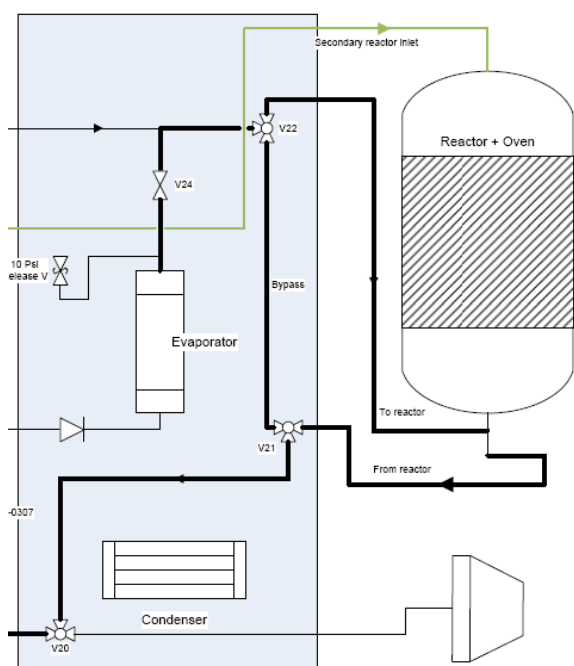 Secondary reactor inlet
V22
Reactor + Oven
V24
10 Psi
elease V
Bypass
Evaporator
To reactor
V21
From reactor
-0307
Condenser
V20